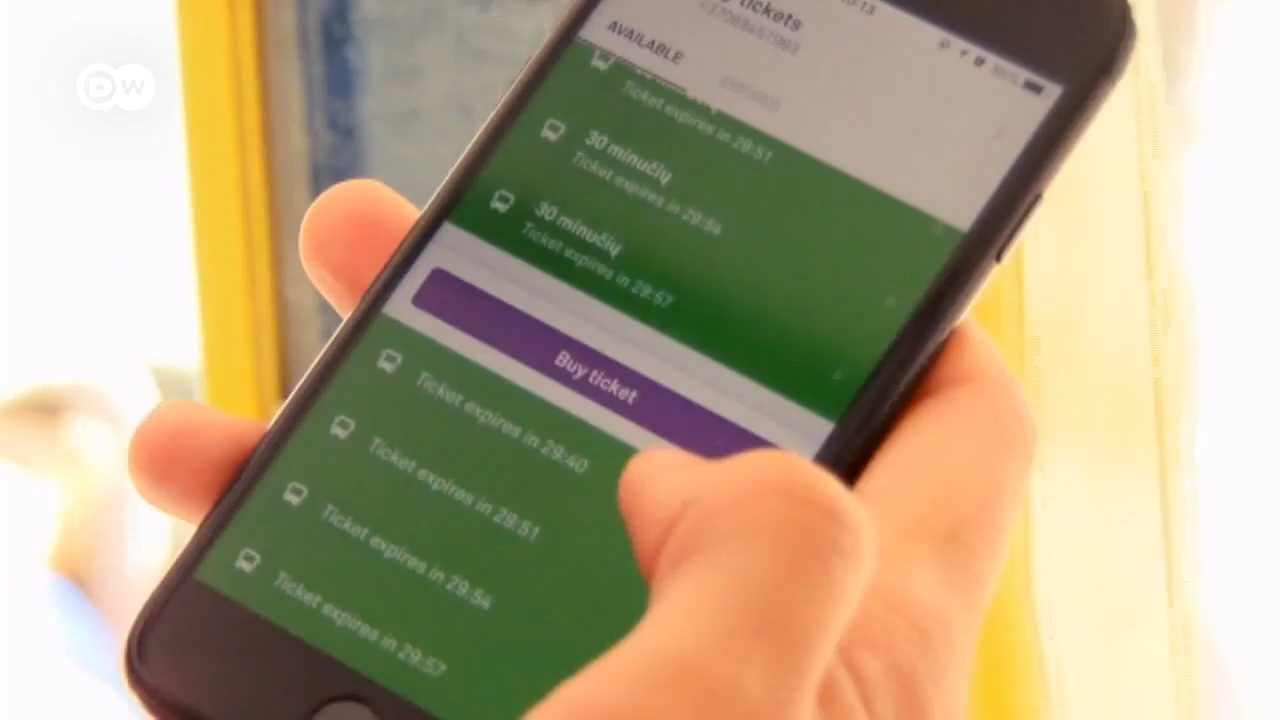 DW
tickets
AVAILABLE
Ticket expires in 29:51
30 minučių
Ticket expires in 29:54
30 minučių
Ticket expires in 29:57
Buy ticket
Ticket expires in 29:40
Ticket expires in 29:51
Ticket expires in 29:54
Ticket expires in 29:57